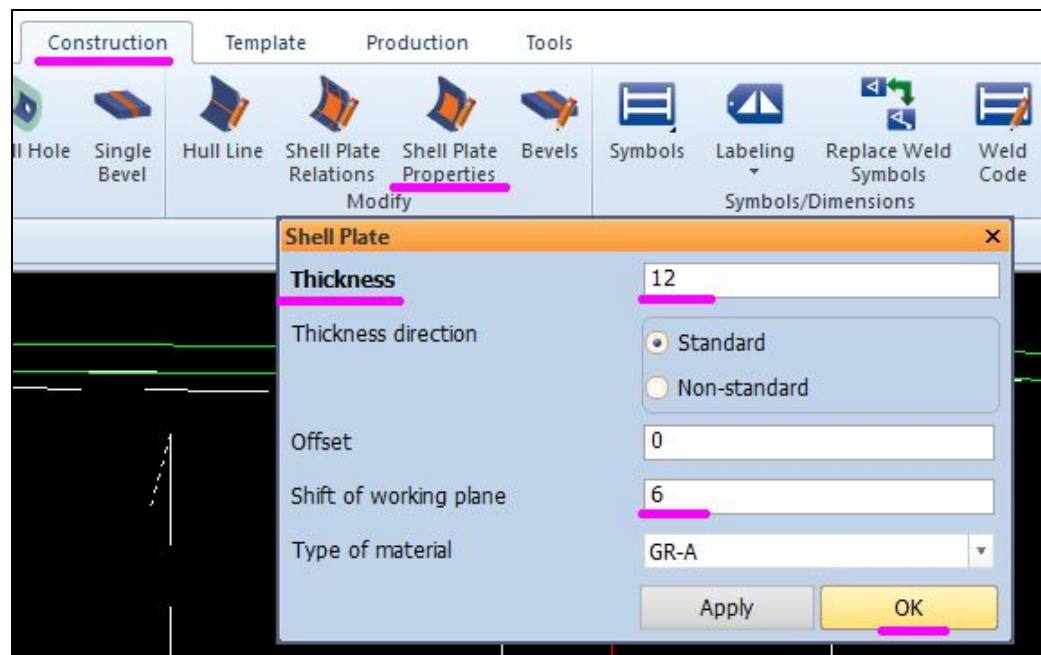 Construction Template Production Tools
ll Hole Single Bevel Hull Line Shell Plate Relations Shell Plate Properties Bevels Symbols Labeling Replace Weld Symbols Weld Code
Modify Symbols/Dimensions
Shell Plate
Thickness 12
Thickness direction Standard
Non-standard
Offset 0
Shift of working plane 6
Type of material GR-A
Apply OK